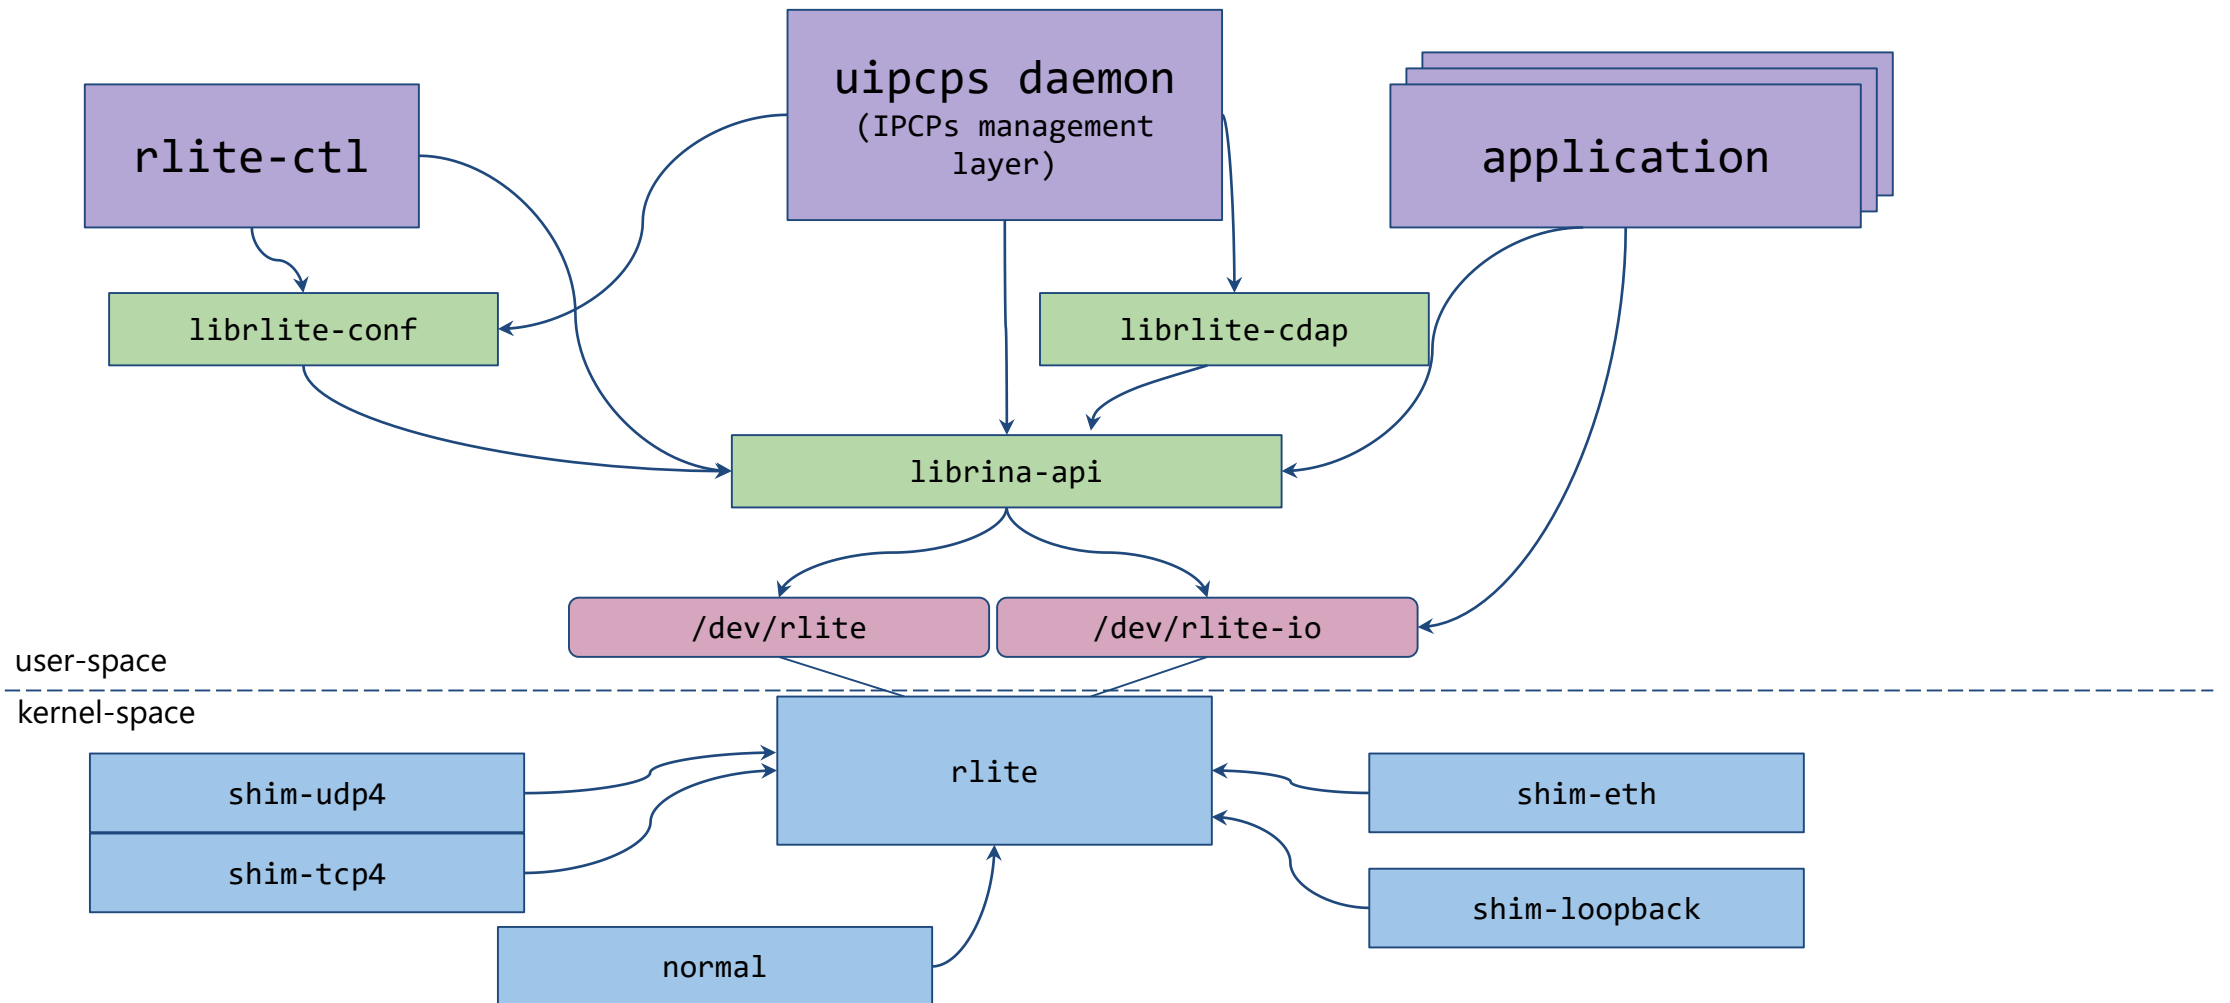 uipcps daemon
(IPCPs management
layer)
rlite-ctl
application
librlite-conf
librlite-cdap
librina-api
/dev/rlite
/dev/rlite-io
user-space
kernel-space
rlite
shim-udp4
shim-tcp4
shim-eth
shim-loopback
normal